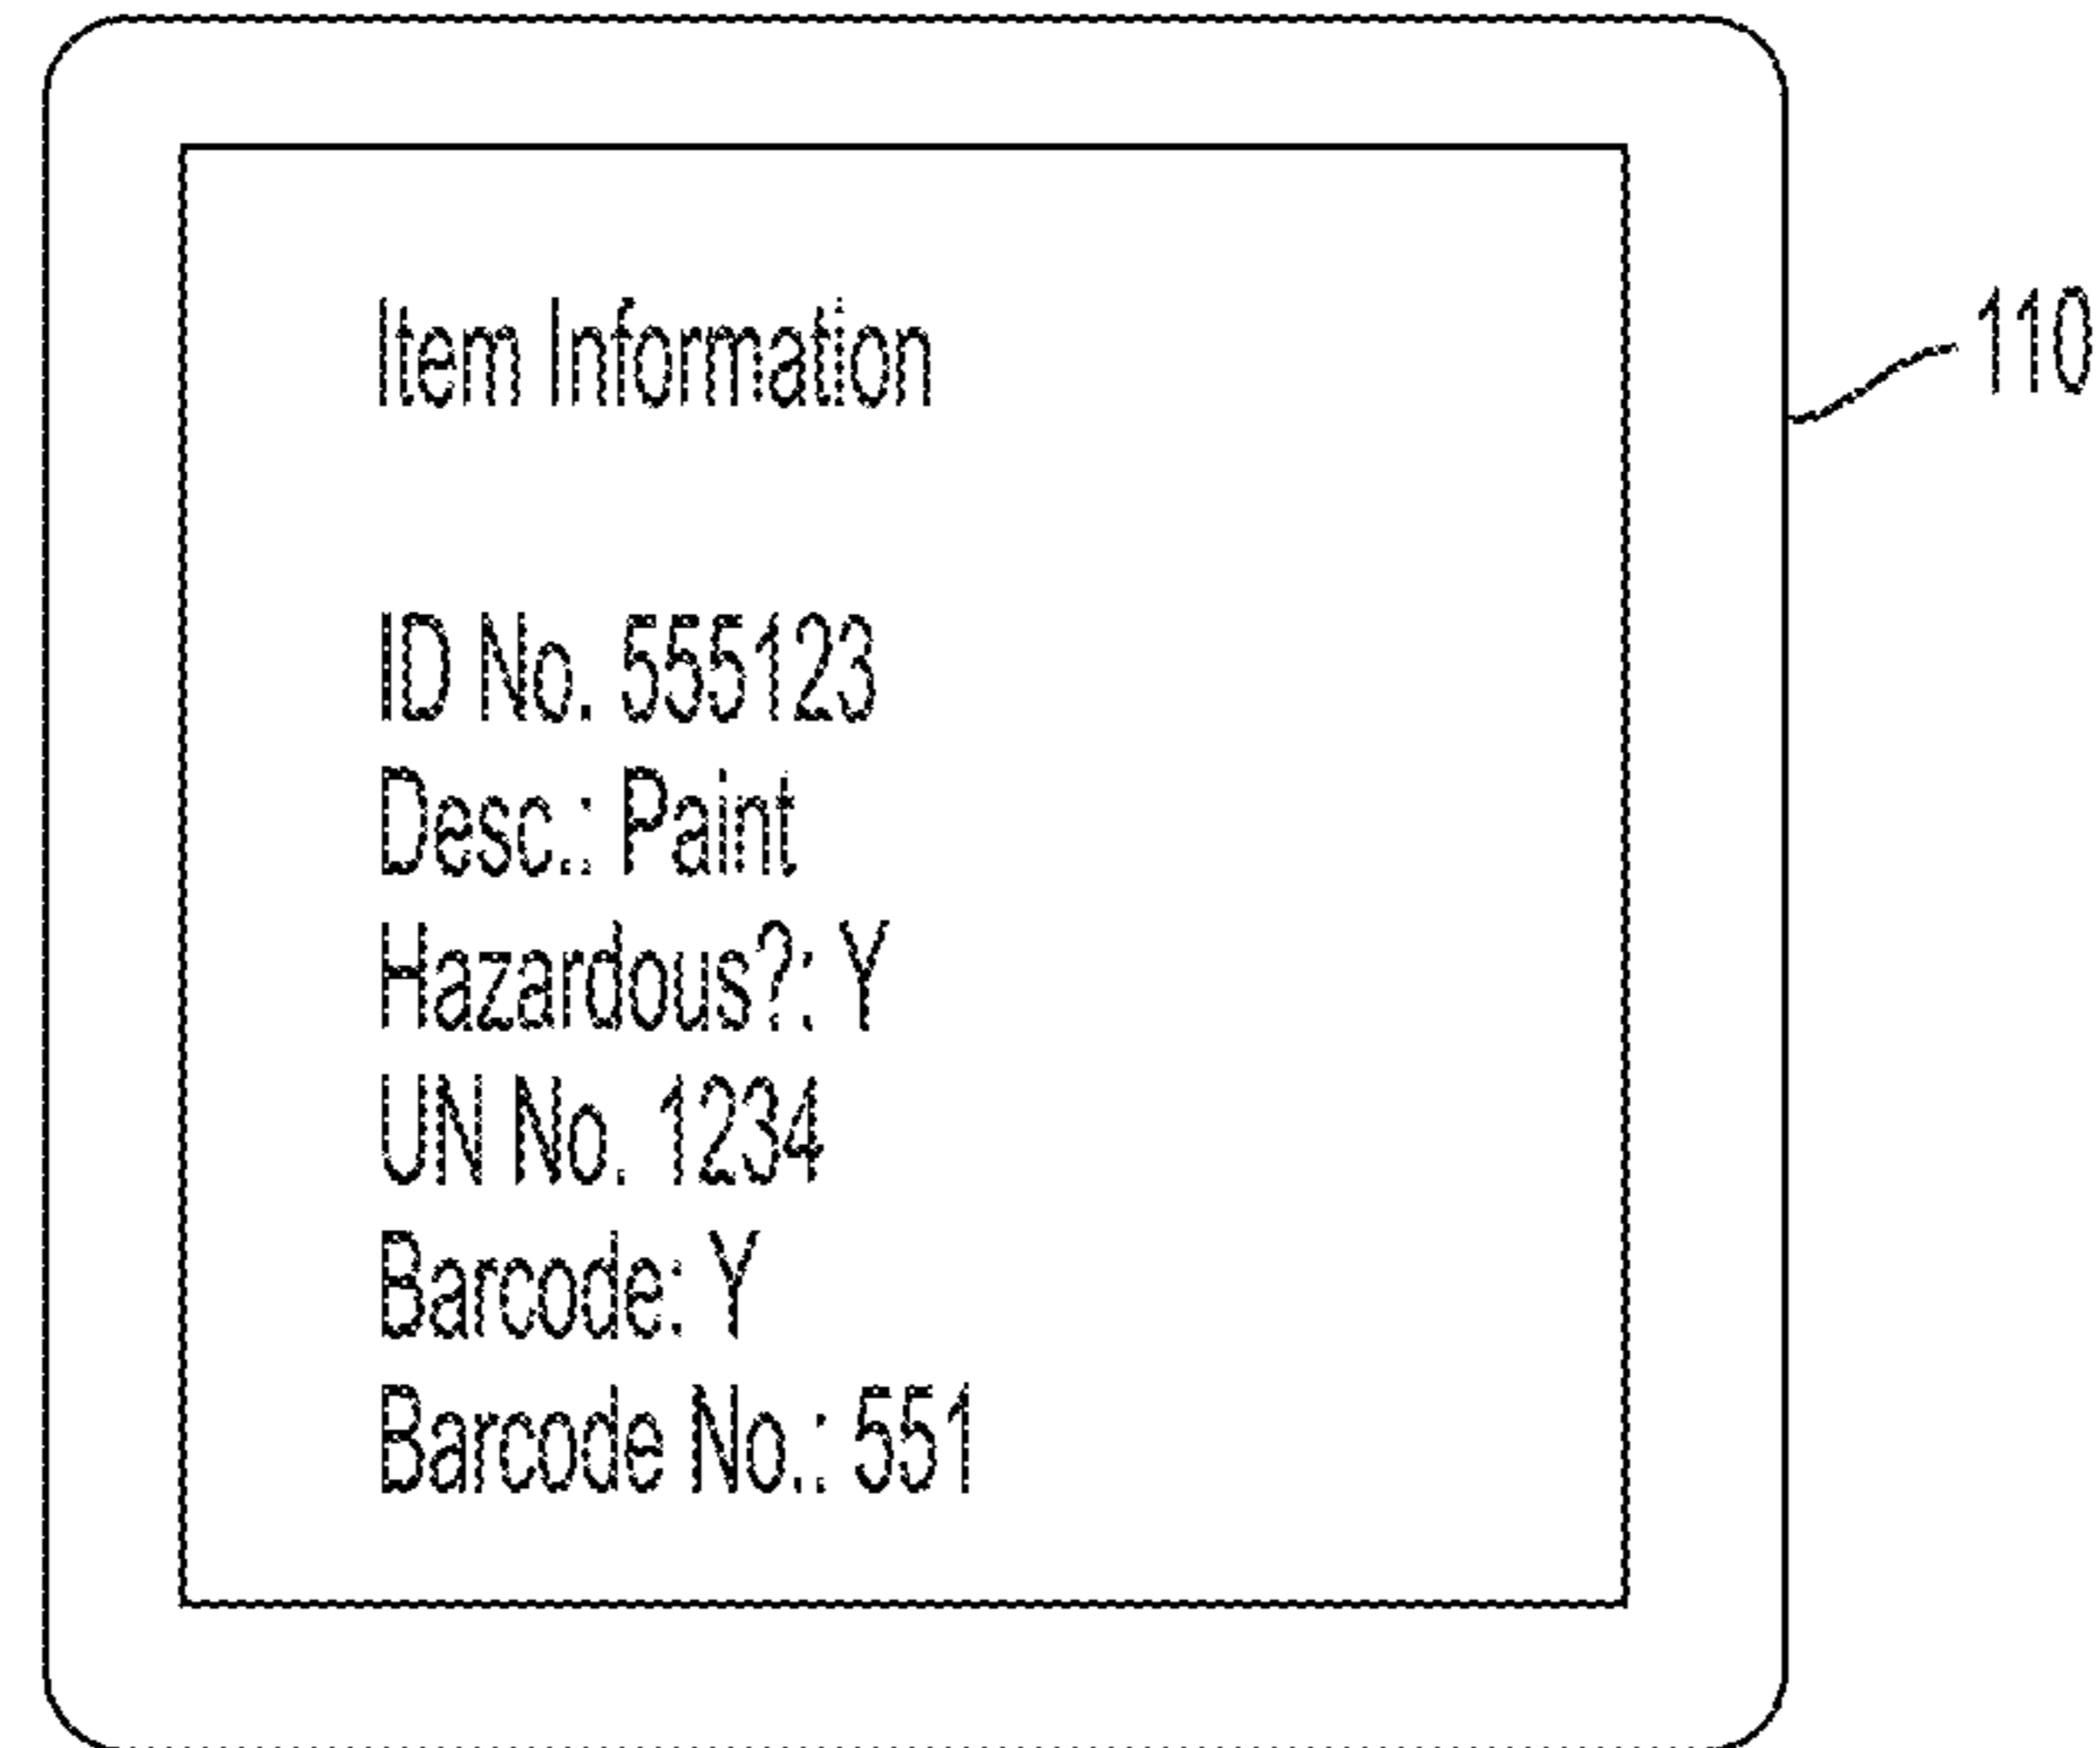 Item Information
110
ID No. 555123
Desc.: Paint
Hazardous?: Y
UN No. 1234
Barcode: Y
Barcode No.: 551